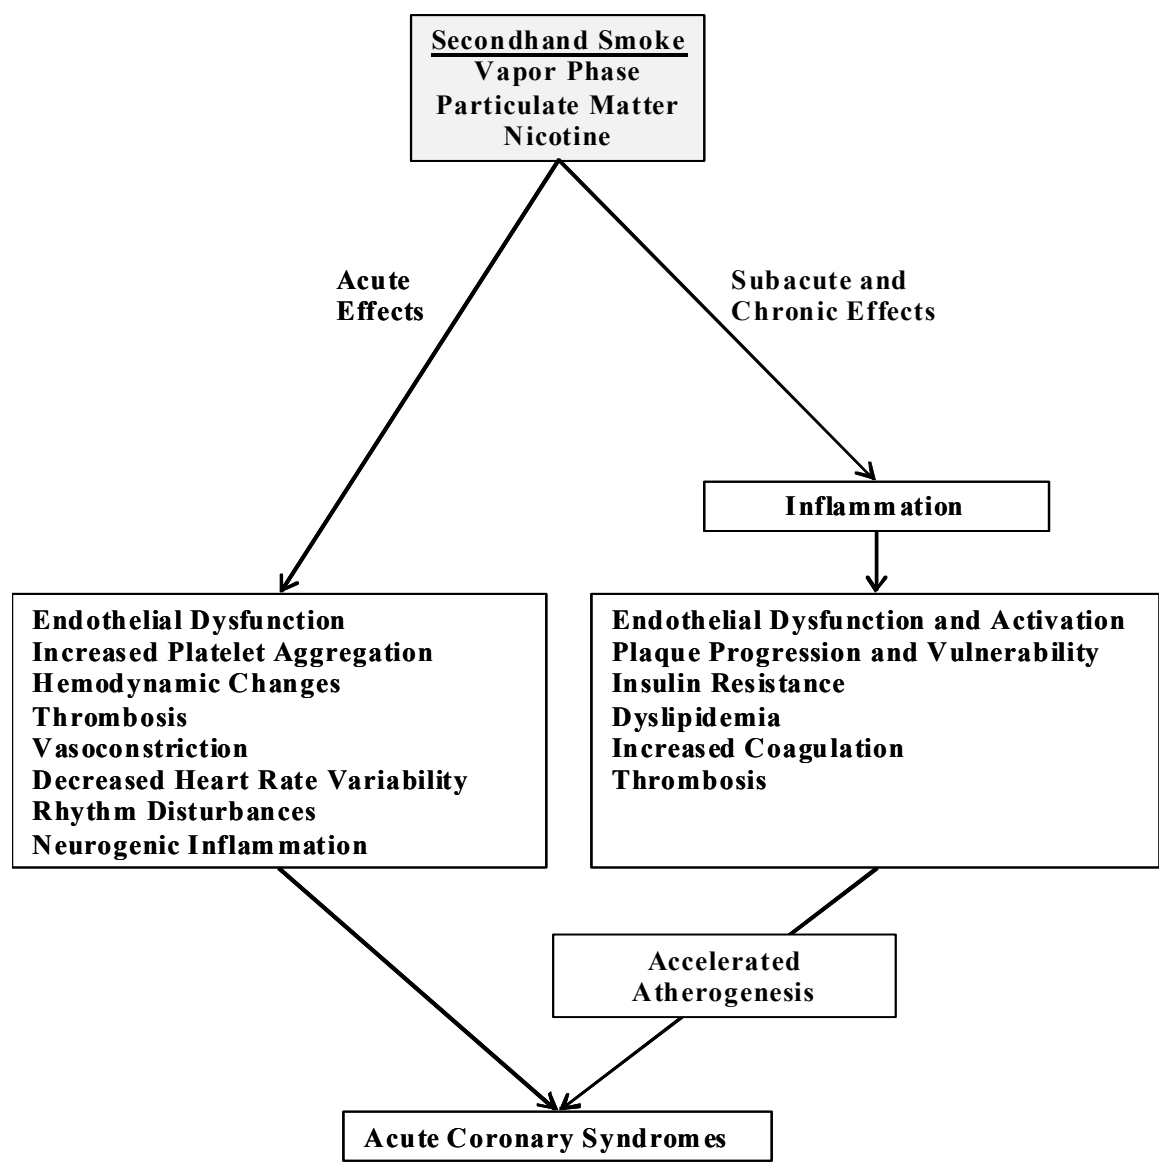 Secondhand Smoke
Vapor Phase
Particulate Matter
Nicotine
Acute
Effects
Subacute and
Chronic Effects
Inflammation
Endothelial Dysfunction
Increased Platelet Aggregation
Hemodynamic Changes
Thrombosis
Vasoconstriction
Decreased Heart Rate Variability
Rhythm Disturbances
Neurogenic Inflammation
Endothelial Dysfunction and Activation
Plaque Progression and Vulnerability
Insulin Resistance
Dyslipidemia
Increased Coagulation
Thrombosis
Accelerated
Atherogenesis
Acute Coronary Syndromes